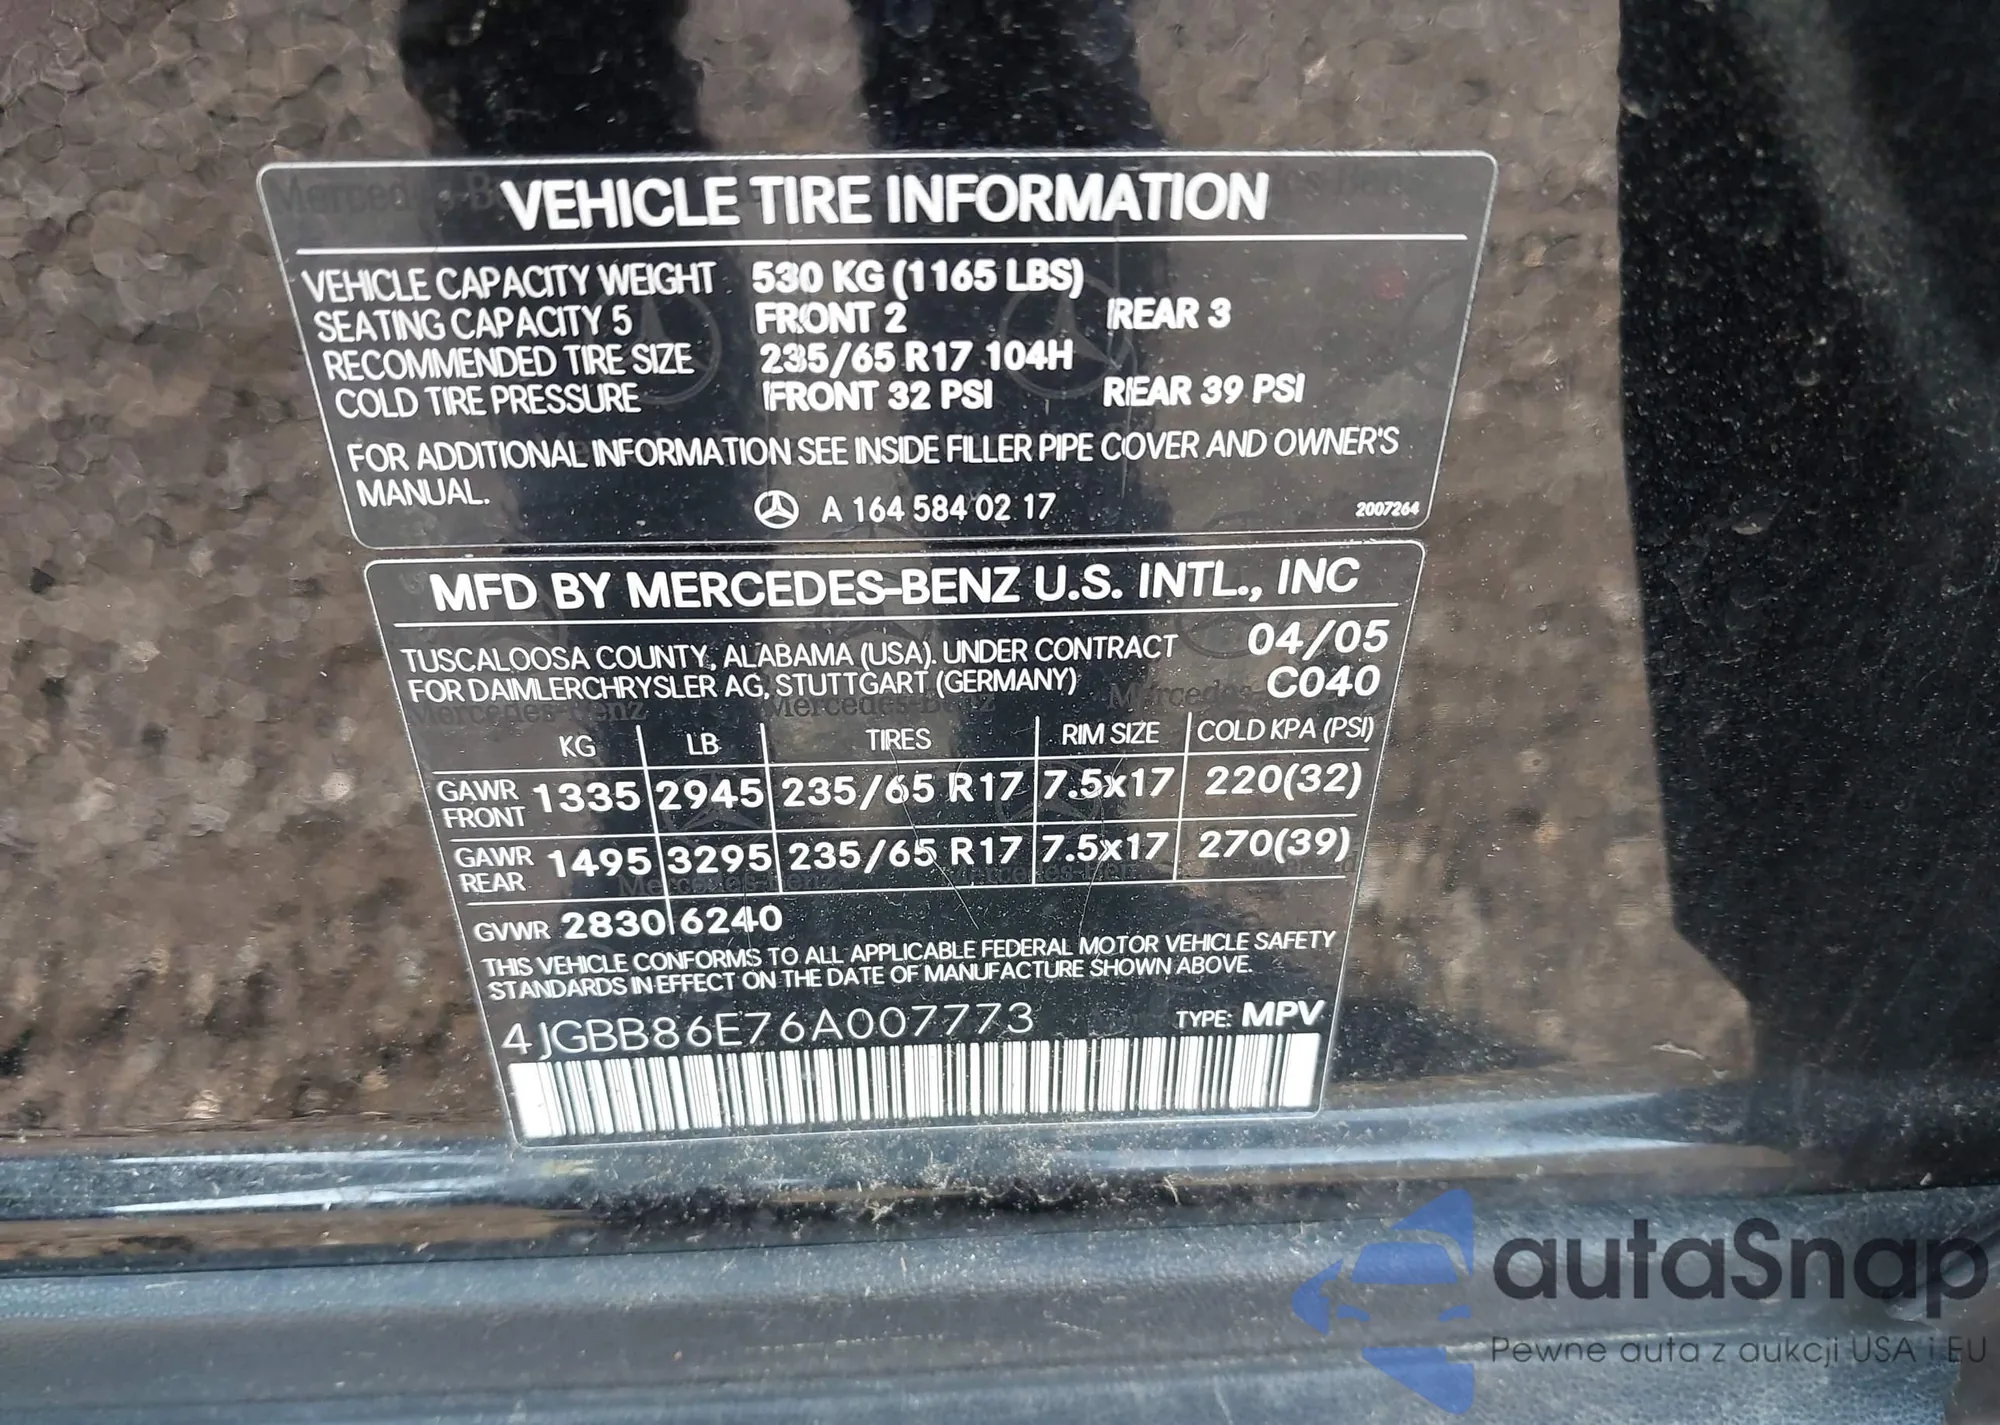 VEHICLE TIRE INFORMATION
VEHICLE CAPACITY WEIGHT 530 KG (1165 LBS)
SEATING CAPACITY 5 FRONT 2 REAR 3
RECOMMENDED TIRE SIZE 235/65 R17 104H
COLD TIRE PRESSURE FRONT 32 PSI REAR 39 PSI
FOR ADDITIONAL INFORMATION SEE INSIDE FILLER PIPE COVER AND OWNER'S
MANUAL.
A 164 584 02 17 2007264
MFD BY MERCEDES-BENZ U.S. INTL., INC
TUSCALOOSA COUNTY, ALABAMA (USA). UNDER CONTRACT 04/05
FOR DAIMLERCHRYSLER AG, STUTTGART (GERMANY) C040
KG LB TIRES RIM SIZE COLD KPA (PSI)
GAWR FRONT 1335 2945 235/65 R17 7.5x17 220(32)
GAWR REAR 1495 3295 235/65 R17 7.5x17 270(39)
GVWR 2830 6240
THIS VEHICLE CONFORMS TO ALL APPLICABLE FEDERAL MOTOR VEHICLE SAFETY
STANDARDS IN EFFECT ON THE DATE OF MANUFACTURE SHOWN ABOVE.
4JGBB86E76A007773 TYPE: MPV
autaSnap
Pewne auta z aukcji USA i EU